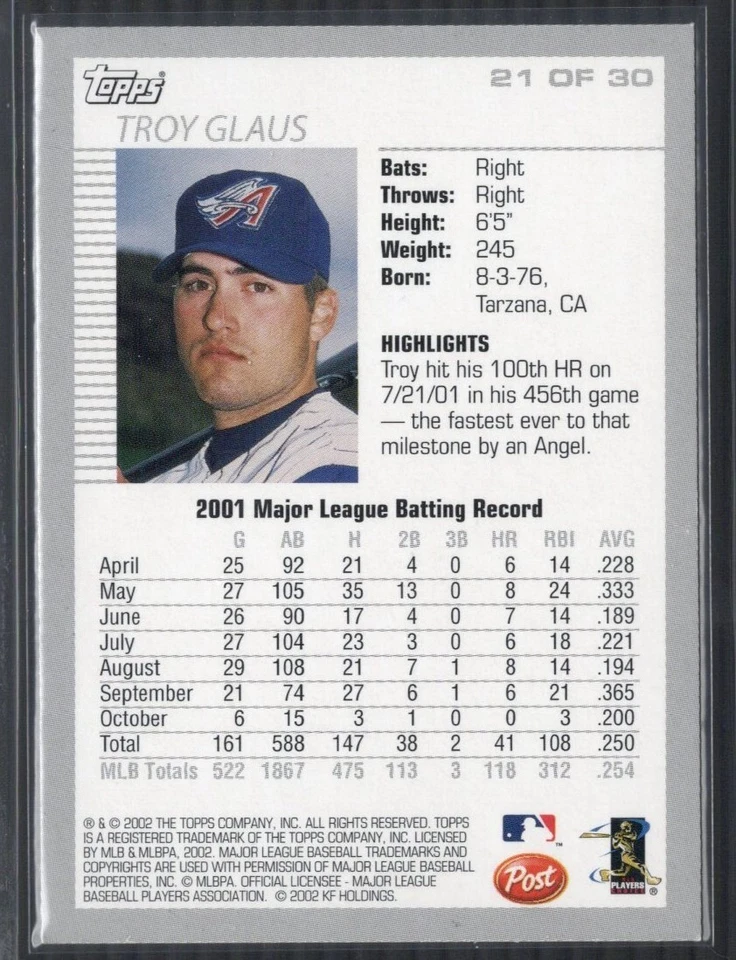 topps®
21 OF 30
TROY GLAUS
A
Bats: Right
Throws: Right
Height: 6'5"
Weight: 245
Born: 8-3-76,
Tarzana, CA
HIGHLIGHTS
Troy hit his 100th HR on
7/21/01 in his 456th game
— the fastest ever to that
milestone by an Angel.
2001 Major League Batting Record
G AB H 2B 3B HR RBI AVG
April 25 92 21 4 0 6 14 .228
May 27 105 35 13 0 8 24 .333
June 26 90 17 4 0 7 14 .189
July 27 104 23 3 0 6 18 .221
August 29 108 21 7 1 8 14 .194
September 21 74 27 6 1 6 21 .365
October 6 15 3 1 0 0 3 .200
Total 161 588 147 38 2 41 108 .250
MLB Totals 522 1867 475 113 3 118 312 .254
® & © 2002 THE TOPPS COMPANY, INC. ALL RIGHTS RESERVED. TOPPS
IS A REGISTERED TRADEMARK OF THE TOPPS COMPANY, INC. LICENSED
BY MLB & MLBPA, 2002. MAJOR LEAGUE BASEBALL TRADEMARKS AND
COPYRIGHTS ARE USED WITH PERMISSION OF MAJOR LEAGUE BASEBALL
PROPERTIES, INC. © MLBPA. OFFICIAL LICENSEE - MAJOR LEAGUE
BASEBALL PLAYERS ASSOCIATION. © 2002 KF HOLDINGS.
TM
Post
PLAYERS
CHOICE
®